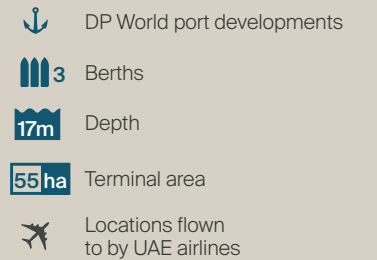 DP World port developments
3 Berths
17m Depth
55 ha Terminal area
Locations flown
to by UAE airlines